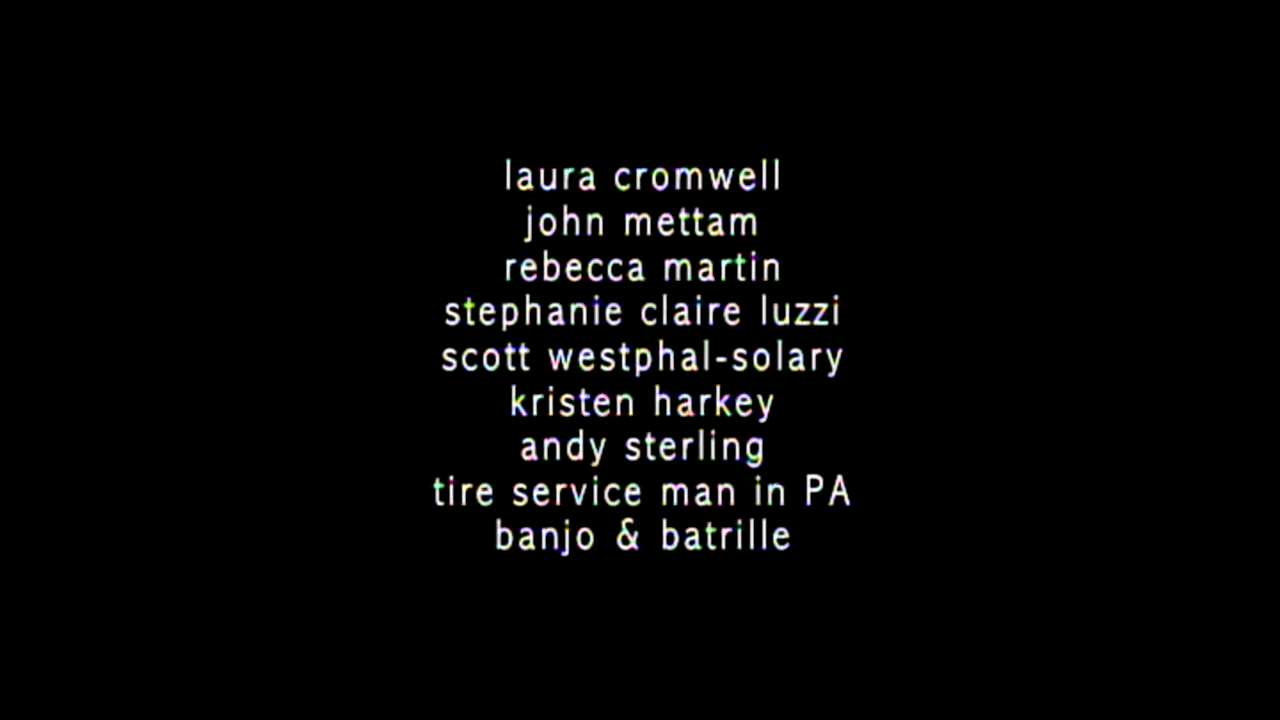 laura cromwell
john mettam
rebecca martin
stephanie claire luzzi
scott westphal-solary
kristen harkey
andy sterling
tire service man in PA
banjo & batrille